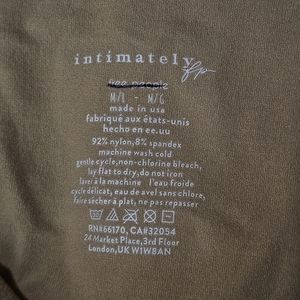 intimately fp
free people
M/L - M/G
made in usa
fabriqué aux états-unis
hecho en ee.uu
92% nylon,8% spandex
machine wash cold
gentle cycle,non-chlorine bleach,
lay flat to dry,do not iron
laver à la machine l'eau froide
cycle délicat, eau de javel sans chlore,
faire sécher à plat, ne pas repasser
RN#66170, CA#32054
24 Market Place,3rd Floor
London,UK W1W8AN